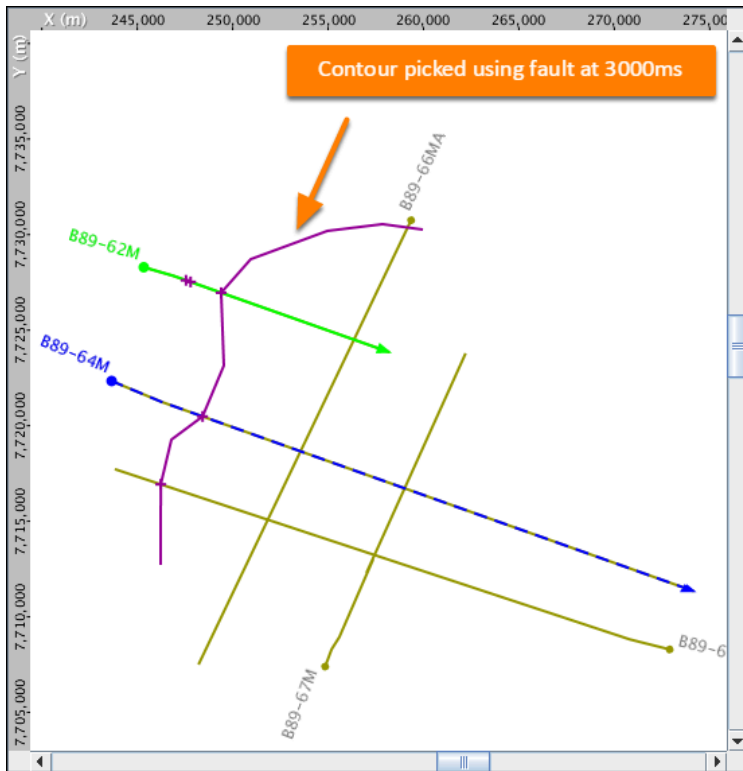 X (m)
245,000
250,000
255,000
260,000
265,000
270,000
275,00
Y (m)
Contour picked using fault at 3000ms
7,735,000
B89-66MA
7,730,000
B89-62M
7,725,000
B89-64M
7,720,000
7,715,000
7,710,000
B89-6
B89-67M
7,705,000